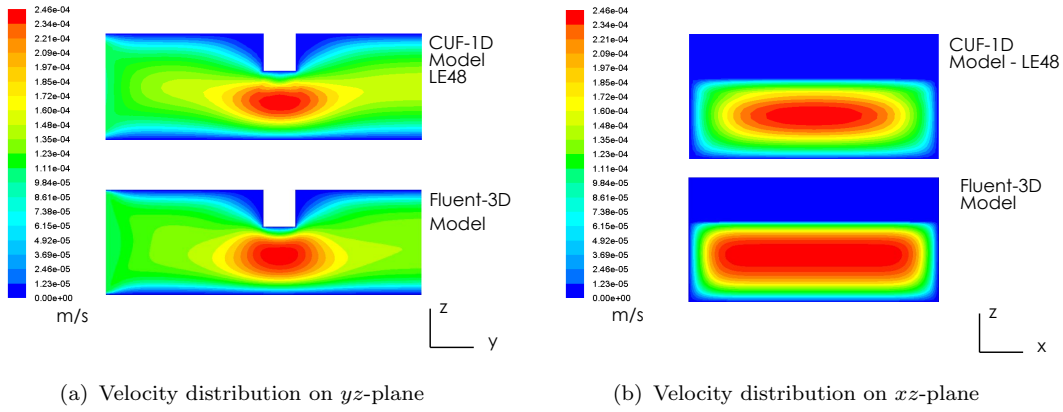 2.46e-04
2.34e-04
2.21e-04
2.09e-04
1.97e-04
1.84e-04
1.72e-04
1.60e-04
1.48e-04
1.35e-04
1.23e-04
1.11e-04
9.84e-05
8.61e-05
7.38e-05
6.15e-05
4.92e-05
3.69e-05
2.46e-05
1.23e-05
0.00e+00
m/s
CUF-1D
Model
LE48
Fluent-3D
Model
z
y
(a) Velocity distribution on yz-plane
2.46e-04
2.34e-04
2.21e-04
2.09e-04
1.97e-04
1.84e-04
1.72e-04
1.60e-04
1.48e-04
1.35e-04
1.23e-04
1.11e-04
9.84e-05
8.61e-05
7.38e-05
6.15e-05
4.92e-05
3.69e-05
2.46e-05
1.23e-05
0.00e+00
m/s
CUF-1D
Model - LE48
Fluent-3D
Model
z
x
(b) Velocity distribution on xz-plane